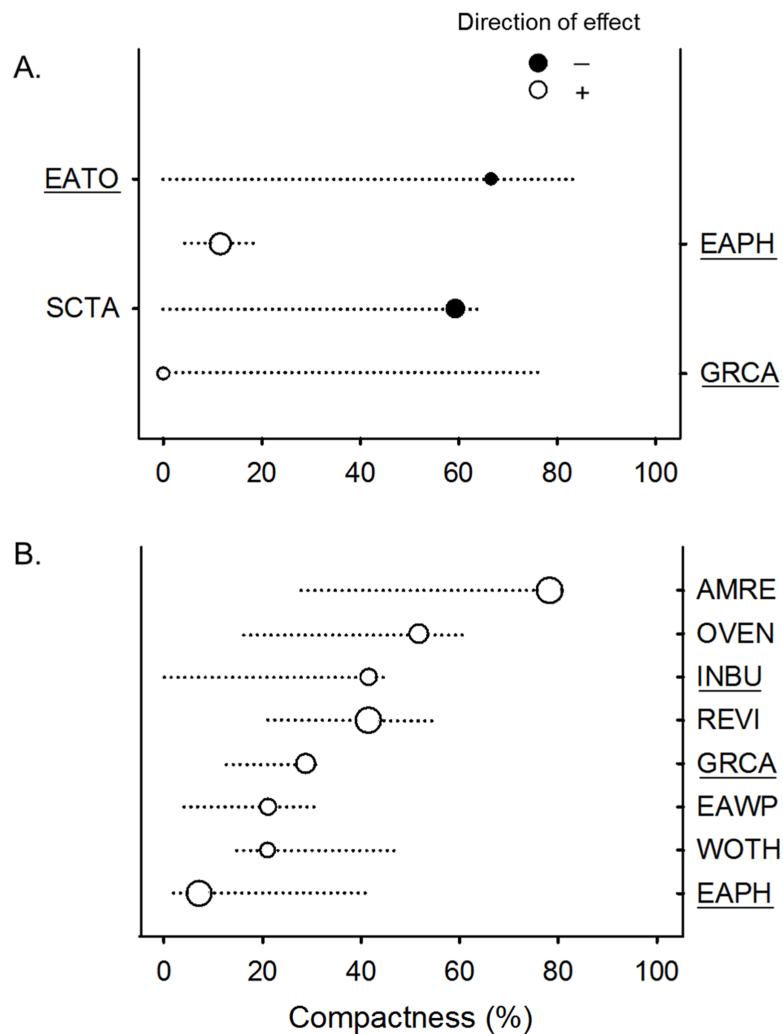 Direction of effect
A.
–
+
EATO
EAPH
SCTA
GRCA
0 20 40 60 80 100
B.
AMRE
OVEN
INBU
REVI
GRCA
EAWP
WOTH
EAPH
0 20 40 60 80 100
Compactness (%)